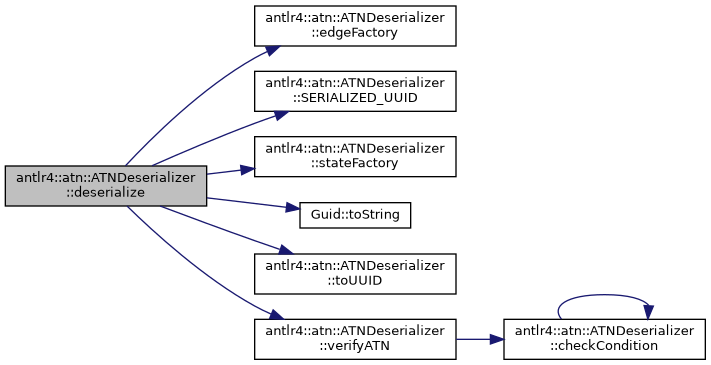 antlr4::atn::ATNDeserializer
::edgeFactory
antlr4::atn::ATNDeserializer
::SERIALIZED_UUID
antlr4::atn::ATNDeserializer
::stateFactory
antlr4::atn::ATNDeserializer
::deserialize
Guid::toString
antlr4::atn::ATNDeserializer
::toUUID
antlr4::atn::ATNDeserializer
::verifyATN
antlr4::atn::ATNDeserializer
::checkCondition